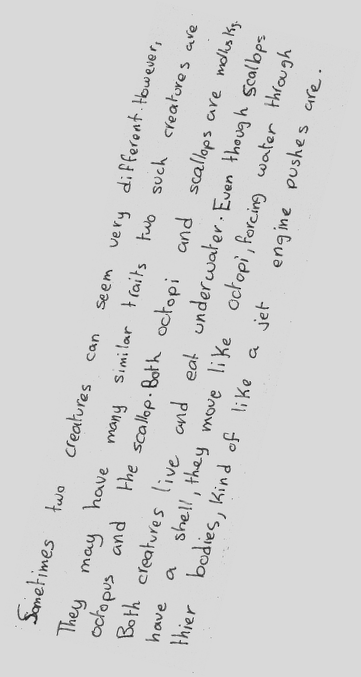 Sometimes two creatures can seem very different. However,
They may have many similar traits two such creatures are
octopus and the scallop. Both octopi and scallops are mollusks.
Both creatures live and eat underwater. Even though scallops
have a shell, they move like octopi, forcing water through
thier bodies, kind of like a jet engine pushes are.